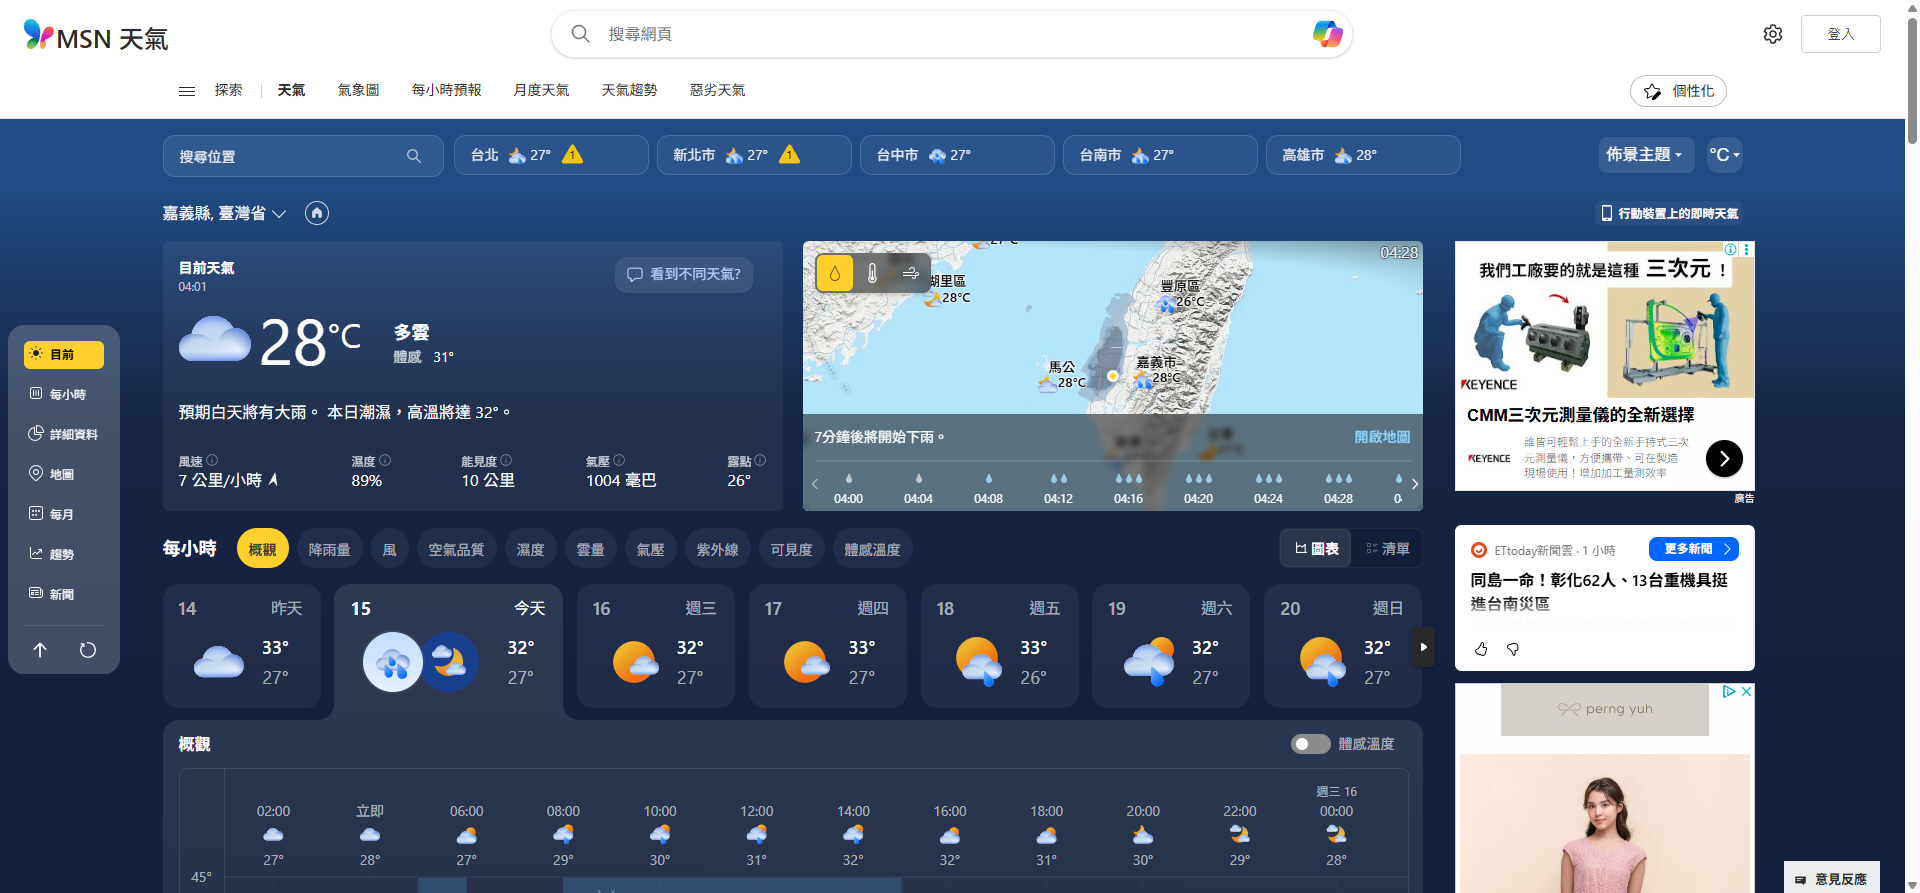 MSN 天氣
搜尋網頁
登入
探索
天氣
氣象圖
每小時預報
月度天氣
天氣趨勢
惡劣天氣
個性化
搜尋位置
台北 27° 1
新北市 27° 1
台中市 27°
台南市 27°
高雄市 28°
佈景主題
°C
嘉義縣, 臺灣省
行動裝置上的即時天氣
目前
每小時
詳細資料
地圖
每月
趨勢
新聞
目前天氣
04:01
看到不同天氣?
28°C
多雲
體感 31°
預期白天將有大雨。 本日潮濕，高溫將達 32°。
風速
7 公里/小時
濕度
89%
能見度
10 公里
氣壓
1004 毫巴
露點
26°
04:28
27°C
湖里區
28°C
豐原區
26°C
馬公
28°C
嘉義市
28°C
7分鐘後將開始下雨。
開啟地圖
04:00 04:04 04:08 04:12 04:16 04:20 04:24 04:28
我們工廠要的就是這種 三次元！
KEYENCE
CMM三次元測量儀的全新選擇
KEYENCE
誰皆可輕鬆上手的全新手持式三次
元測量儀，方便攜帶、可在製造
現場使用！增加加工量測效率
廣告
每小時
概觀
降雨量
風
空氣品質
濕度
雲量
氣壓
紫外線
可見度
體感溫度
圖表
清單
14 昨天
33°
27°
15 今天
32°
27°
16 週三
32°
27°
17 週四
33°
27°
18 週五
33°
26°
19 週六
32°
27°
20 週日
32°
27°
ETtoday新聞雲 · 1 小時
更多新聞
同島一命！彰化62人、13台重機具挺
進台南災區
perng yuh
概觀
體感溫度
週三 16
02:00 立即 06:00 08:00 10:00 12:00 14:00 16:00 18:00 20:00 22:00 00:00
27° 28° 27° 29° 30° 31° 32° 32° 31° 30° 29° 28°
45°
意見反應